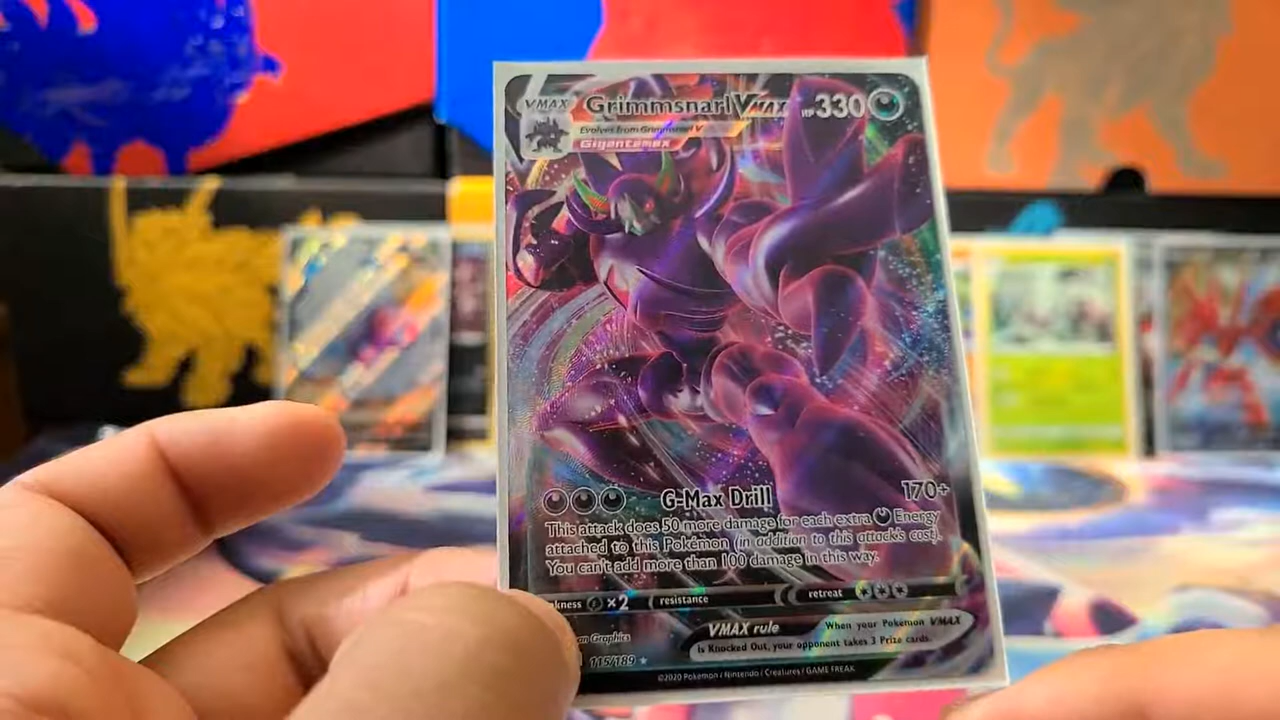 VMAX Grimmsnarl VMAX HP 330
Evolves from Grimmsnarl V
Gigantamax
G-Max Drill 170+
This attack does 50 more damage for each extra Energy
attached to this Pokémon (in addition to this attack's cost).
You can't add more than 100 damage in this way.
kness ×2 resistance retreat
VMAX rule When your Pokémon VMAX
is Knocked Out, your opponent takes 3 Prize cards.
on Graphics
115/189
©2020 Pokémon / Nintendo / Creatures / GAME FREAK